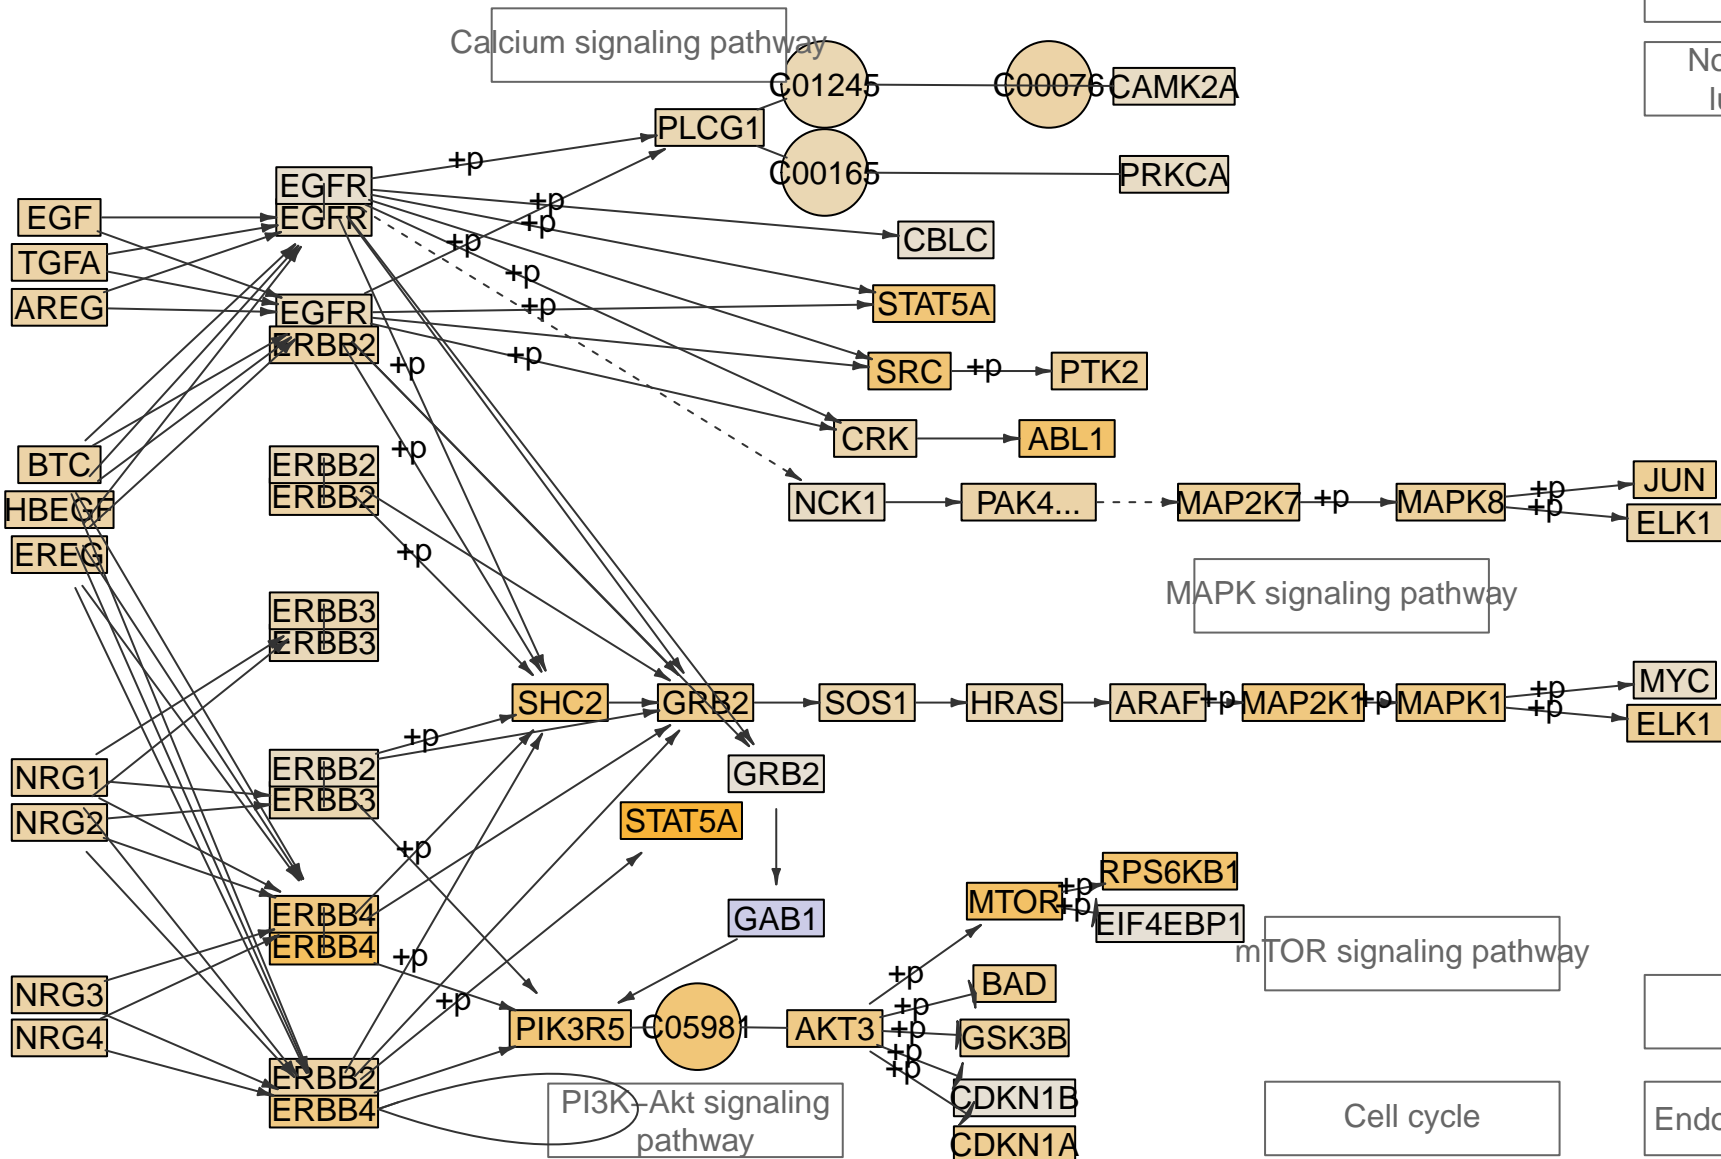 Calcium signaling pathway
C01245
C00076
CAMK2A
PLCG1
C00165
PRKCA
+p
EGFR
EGFR
EGF
TGFA
AREG
+p
+p
+p
CBLC
+p
STAT5A
EGFR
ERBB2
+p
+p
+p
SRC
+p
PTK2
CRK
ABL1
BTC
HBEGF
EREG
ERBB2
ERBB2
+p
NCK1
PAK4...
MAP2K7
+p
MAPK8
+p
+p
JUN
ELK1
+p
MAPK signaling pathway
ERBB3
ERBB3
SHC2
GRB2
SOS1
HRAS
ARAF
+p
MAP2K1
+p
MAPK1
+p
+p
MYC
ELK1
+p
NRG1
NRG2
ERBB2
ERBB3
GRB2
STAT5A
+p
ERBB4
ERBB4
GAB1
MTOR
+p
+p
RPS6KB1
EIF4EBP1
mTOR signaling pathway
+p
+p
+p
NRG3
NRG4
PIK3R5
C05981
AKT3
+p
+p
+p
+p
BAD
GSK3B
CDKN1B
CDKN1A
ERBB2
ERBB4
PI3K–Akt signaling
pathway
Cell cycle